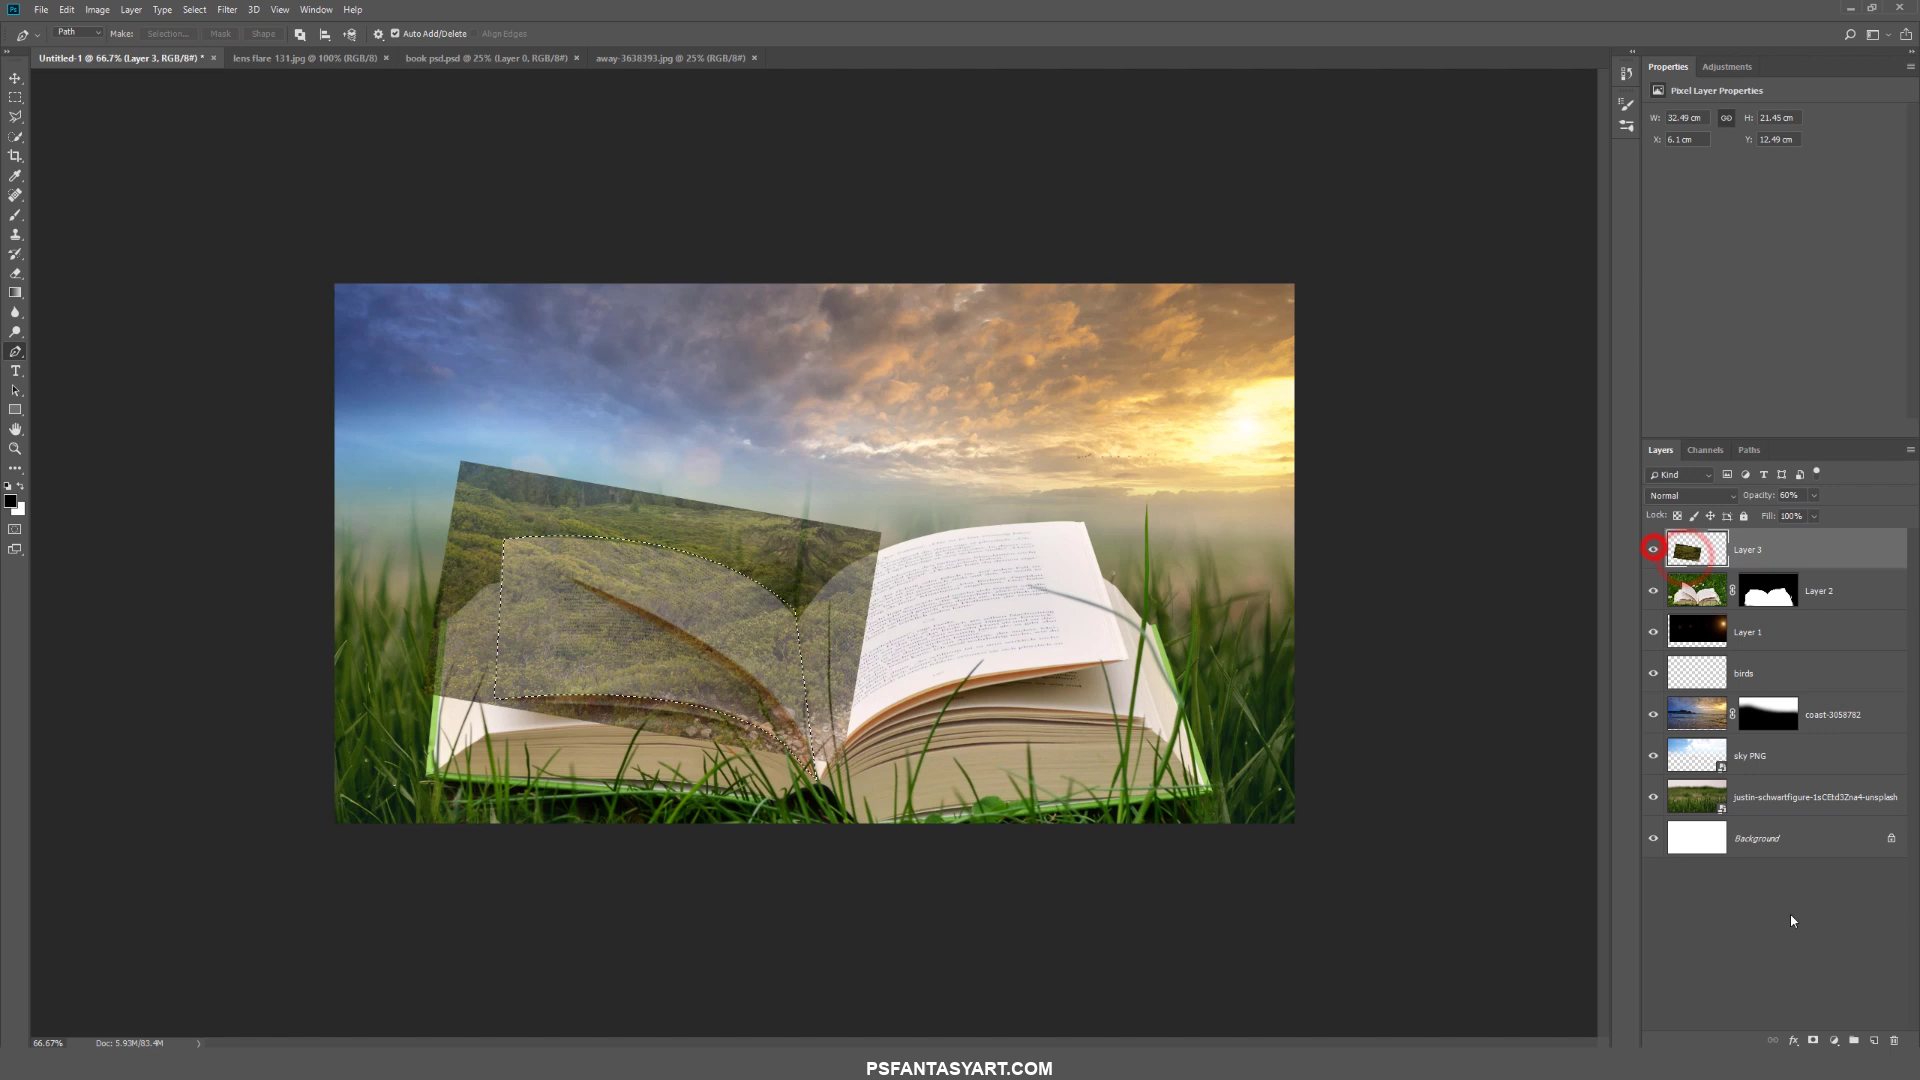 Ps File Edit Image Layer Type Select Filter 3D View Window Help
Path Make: Selection... Mask Shape Auto Add/Delete Align Edges
Untitled-1 @ 66.7% (Layer 3, RGB/8#) * × lens flare 131.jpg @ 100% (RGB/8) × book psd.psd @ 25% (Layer 0, RGB/8#) × away-3638393.jpg @ 25% (RGB/8#) ×
Properties Adjustments
Pixel Layer Properties
W: 32.49 cm H: 21.45 cm
X: 6.1 cm Y: 12.49 cm
Layers Channels Paths
Kind
Normal Opacity: 60%
Lock: Fill: 100%
Layer 3
Layer 2
Layer 1
birds
coast-3058782
sky PNG
justin-schwartfigure-1sCEtd3Zna4-unsplash
Background
66.67% Doc: 5.93M/83.4M
PSFANTASYART.COM